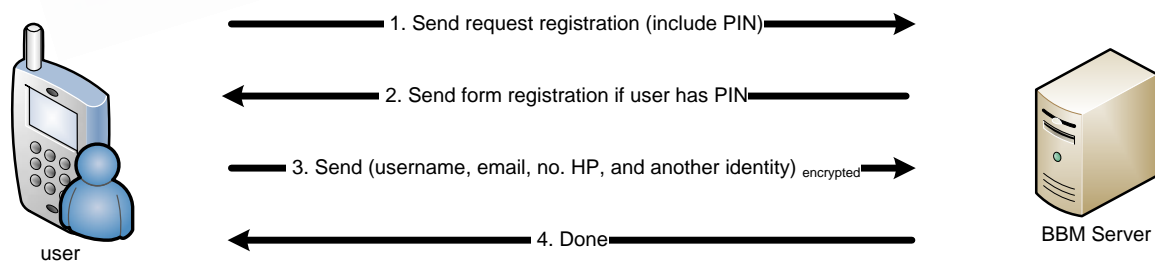 1. Send request registration (include PIN)
2. Send form registration if user has PIN
3. Send (username, email, no. HP, and another identity) encrypted
4. Done
user
BBM Server